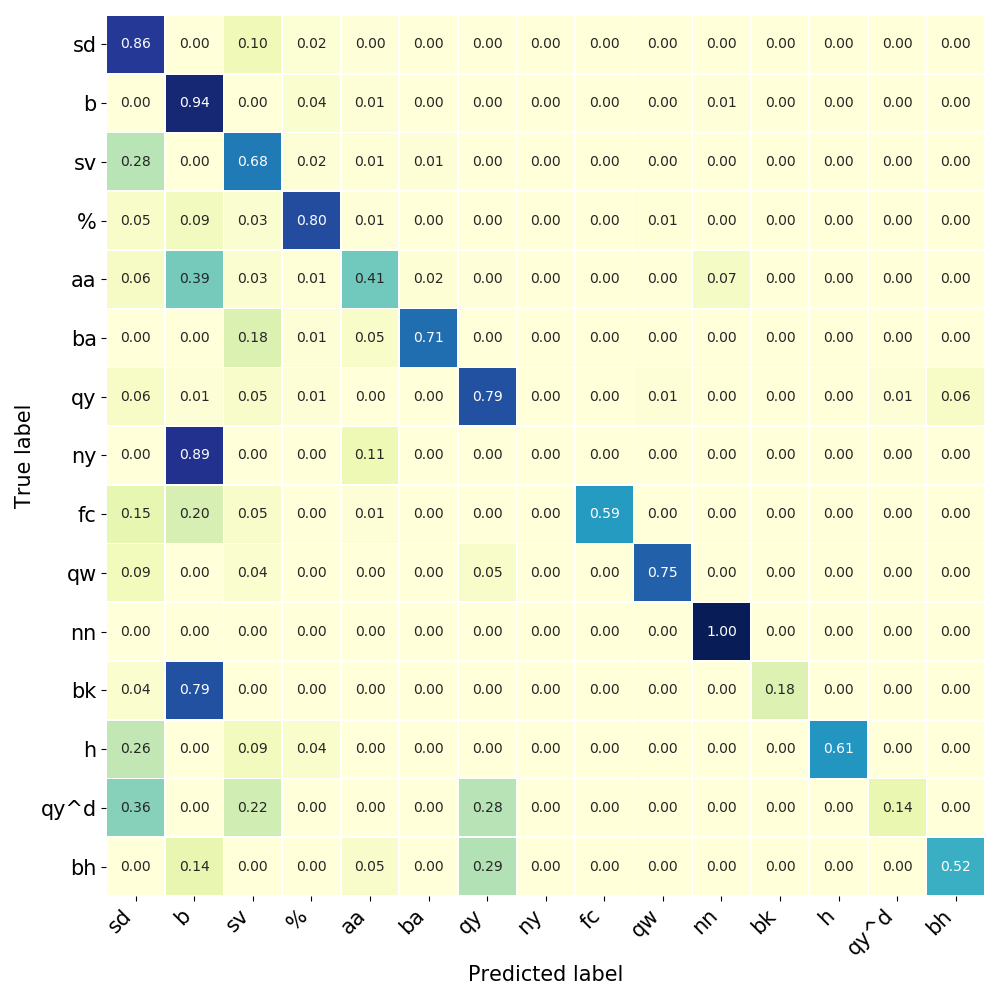 sd 0.86 0.00 0.10 0.02 0.00 0.00 0.00 0.00 0.00 0.00 0.00 0.00 0.00 0.00 0.00
b 0.00 0.94 0.00 0.04 0.01 0.00 0.00 0.00 0.00 0.00 0.01 0.00 0.00 0.00 0.00
sv 0.28 0.00 0.68 0.02 0.01 0.01 0.00 0.00 0.00 0.00 0.00 0.00 0.00 0.00 0.00
% 0.05 0.09 0.03 0.80 0.01 0.00 0.00 0.00 0.00 0.01 0.00 0.00 0.00 0.00 0.00
aa 0.06 0.39 0.03 0.01 0.41 0.02 0.00 0.00 0.00 0.00 0.07 0.00 0.00 0.00 0.00
ba 0.00 0.00 0.18 0.01 0.05 0.71 0.00 0.00 0.00 0.00 0.00 0.00 0.00 0.00 0.00
qy 0.06 0.01 0.05 0.01 0.00 0.00 0.79 0.00 0.00 0.01 0.00 0.00 0.00 0.01 0.06
ny 0.00 0.89 0.00 0.00 0.11 0.00 0.00 0.00 0.00 0.00 0.00 0.00 0.00 0.00 0.00
fc 0.15 0.20 0.05 0.00 0.01 0.00 0.00 0.00 0.59 0.00 0.00 0.00 0.00 0.00 0.00
qw 0.09 0.00 0.04 0.00 0.00 0.00 0.05 0.00 0.00 0.75 0.00 0.00 0.00 0.00 0.00
nn 0.00 0.00 0.00 0.00 0.00 0.00 0.00 0.00 0.00 0.00 1.00 0.00 0.00 0.00 0.00
bk 0.04 0.79 0.00 0.00 0.00 0.00 0.00 0.00 0.00 0.00 0.00 0.18 0.00 0.00 0.00
h 0.26 0.00 0.09 0.04 0.00 0.00 0.00 0.00 0.00 0.00 0.00 0.00 0.61 0.00 0.00
qy^d 0.36 0.00 0.22 0.00 0.00 0.00 0.28 0.00 0.00 0.00 0.00 0.00 0.00 0.14 0.00
bh 0.00 0.14 0.00 0.00 0.05 0.00 0.29 0.00 0.00 0.00 0.00 0.00 0.00 0.00 0.52
sd b sv % aa ba qy ny fc qw nn bk h qy^d bh
True label
Predicted label